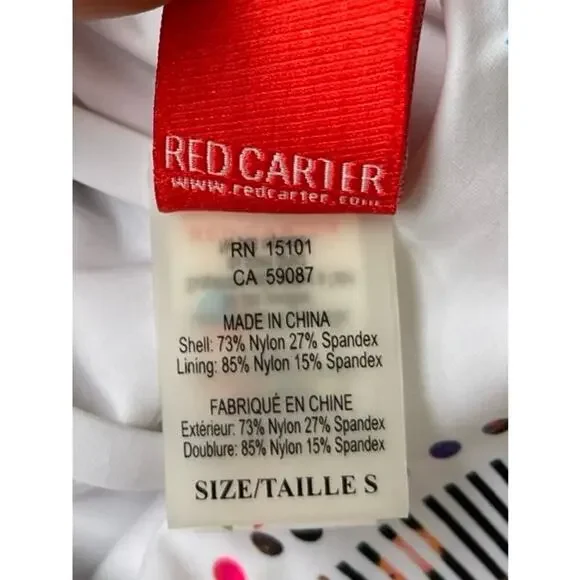 RED CARTER
www.redcarter.com
RN 15101
CA 59087
MADE IN CHINA
Shell: 73% Nylon 27% Spandex
Lining: 85% Nylon 15% Spandex
FABRIQUÉ EN CHINE
Extérieur: 73% Nylon 27% Spandex
Doublure: 85% Nylon 15% Spandex
SIZE/TAILLE S